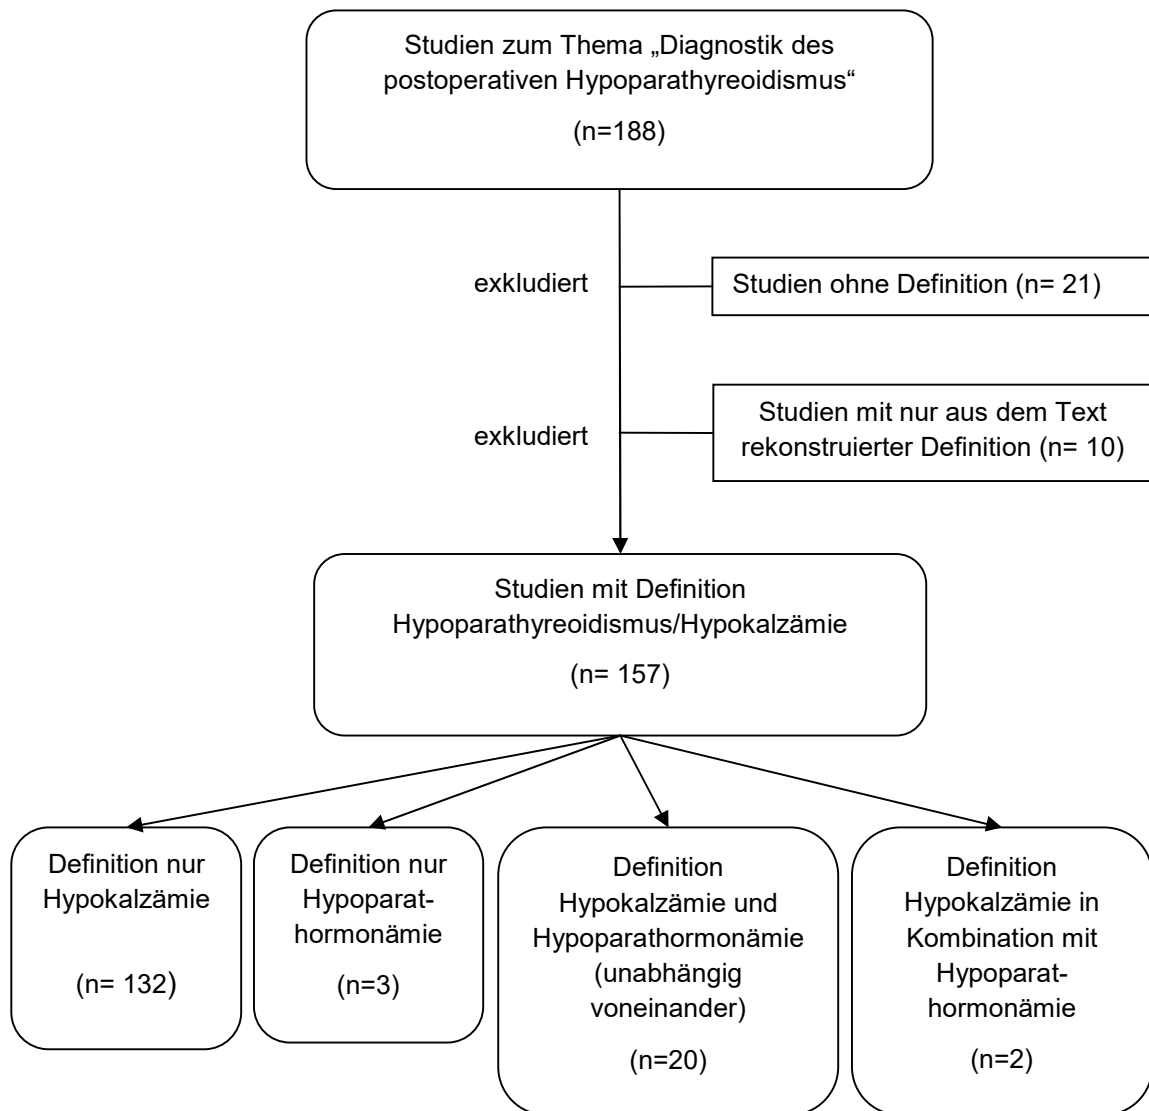 Studien zum Thema „Diagnostik des
postoperativen Hypoparathyreoidismus“
(n=188)
exkludiert
Studien ohne Definition (n= 21)
exkludiert
Studien mit nur aus dem Text
rekonstruierter Definition (n= 10)
Studien mit Definition
Hypoparathyreoidismus/Hypokalzämie
(n= 157)
Definition nur
Hypokalzämie
(n= 132)
Definition nur
Hypoparat-
hormonämie
(n=3)
Definition
Hypokalzämie und
Hypoparathormonämie
(unabhängig
voneinander)
(n=20)
Definition
Hypokalzämie in
Kombination mit
Hypoparat-
hormonämie
(n=2)